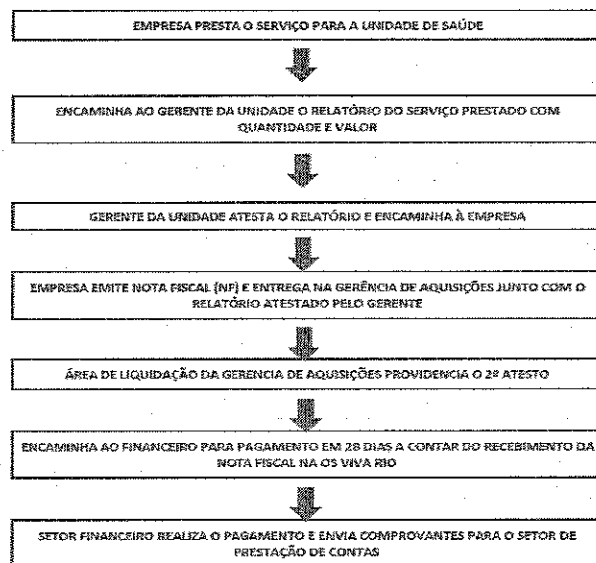 EMPRESA PRESTA O SERVIÇO PARA A UNIDADE DE SAÚDE
ENCAMINHA AO GERENTE DA UNIDADE O RELATÓRIO DO SERVIÇO PRESTADO COM
QUANTIDADE E VALOR
GERENTE DA UNIDADE ATESTA O RELATÓRIO E ENCAMINHA À EMPRESA
EMPRESA EMITE NOTA FISCAL (NF) E ENTREGA NA GERÊNCIA DE AQUISIÇÕES JUNTO COM O
RELATÓRIO ATESTADO PELO GERENTE
ÁREA DE LIQUIDAÇÃO DA GERENCIA DE AQUISIÇÕES PROVIDENCIA O 2º ATESTO
ENCAMINHA AO FINANCEIRO PARA PAGAMENTO EM 28 DIAS A CONTAR DO RECEBIMENTO DA
NOTA FISCAL NA OS VIVA RIO
SETOR FINANCEIRO REALIZA O PAGAMENTO E ENVIA COMPROVANTES PARA O SETOR DE
PRESTAÇÃO DE CONTAS